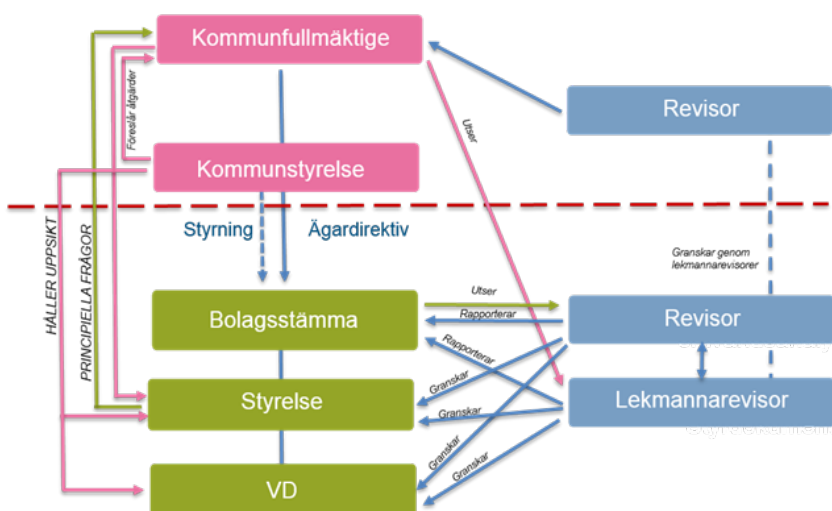 Kommunfullmäktige
Revisor
Föreslår åtgärder
Utser
Kommunstyrelse
Styrning
Ägardirektiv
Granskar genom
lekmannarevisorer
HÅLLER UPPSIKT
PRINCIPIELLA FRÅGOR
Bolagsstämma
Utser
Rapporterar
Revisor
Rapporterar
Granskar
Styrelse
Granskar
Lekmannarevisor
Granskar
Granskar
VD